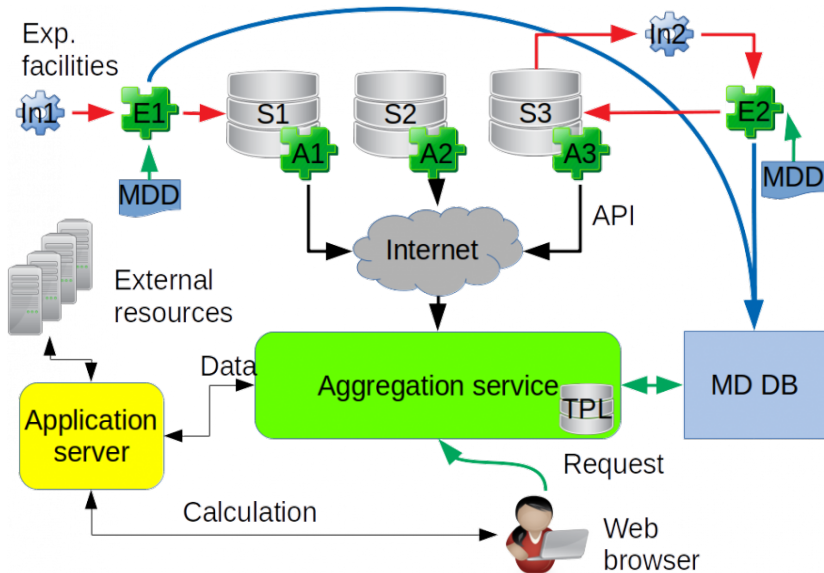 Exp.
facilities
In1
E1
MDD
S1
A1
S2
A2
S3
A3
In2
E2
MDD
API
Internet
External
resources
Data
Aggregation service
TPL
MD DB
Application
server
Request
Calculation
Web
browser